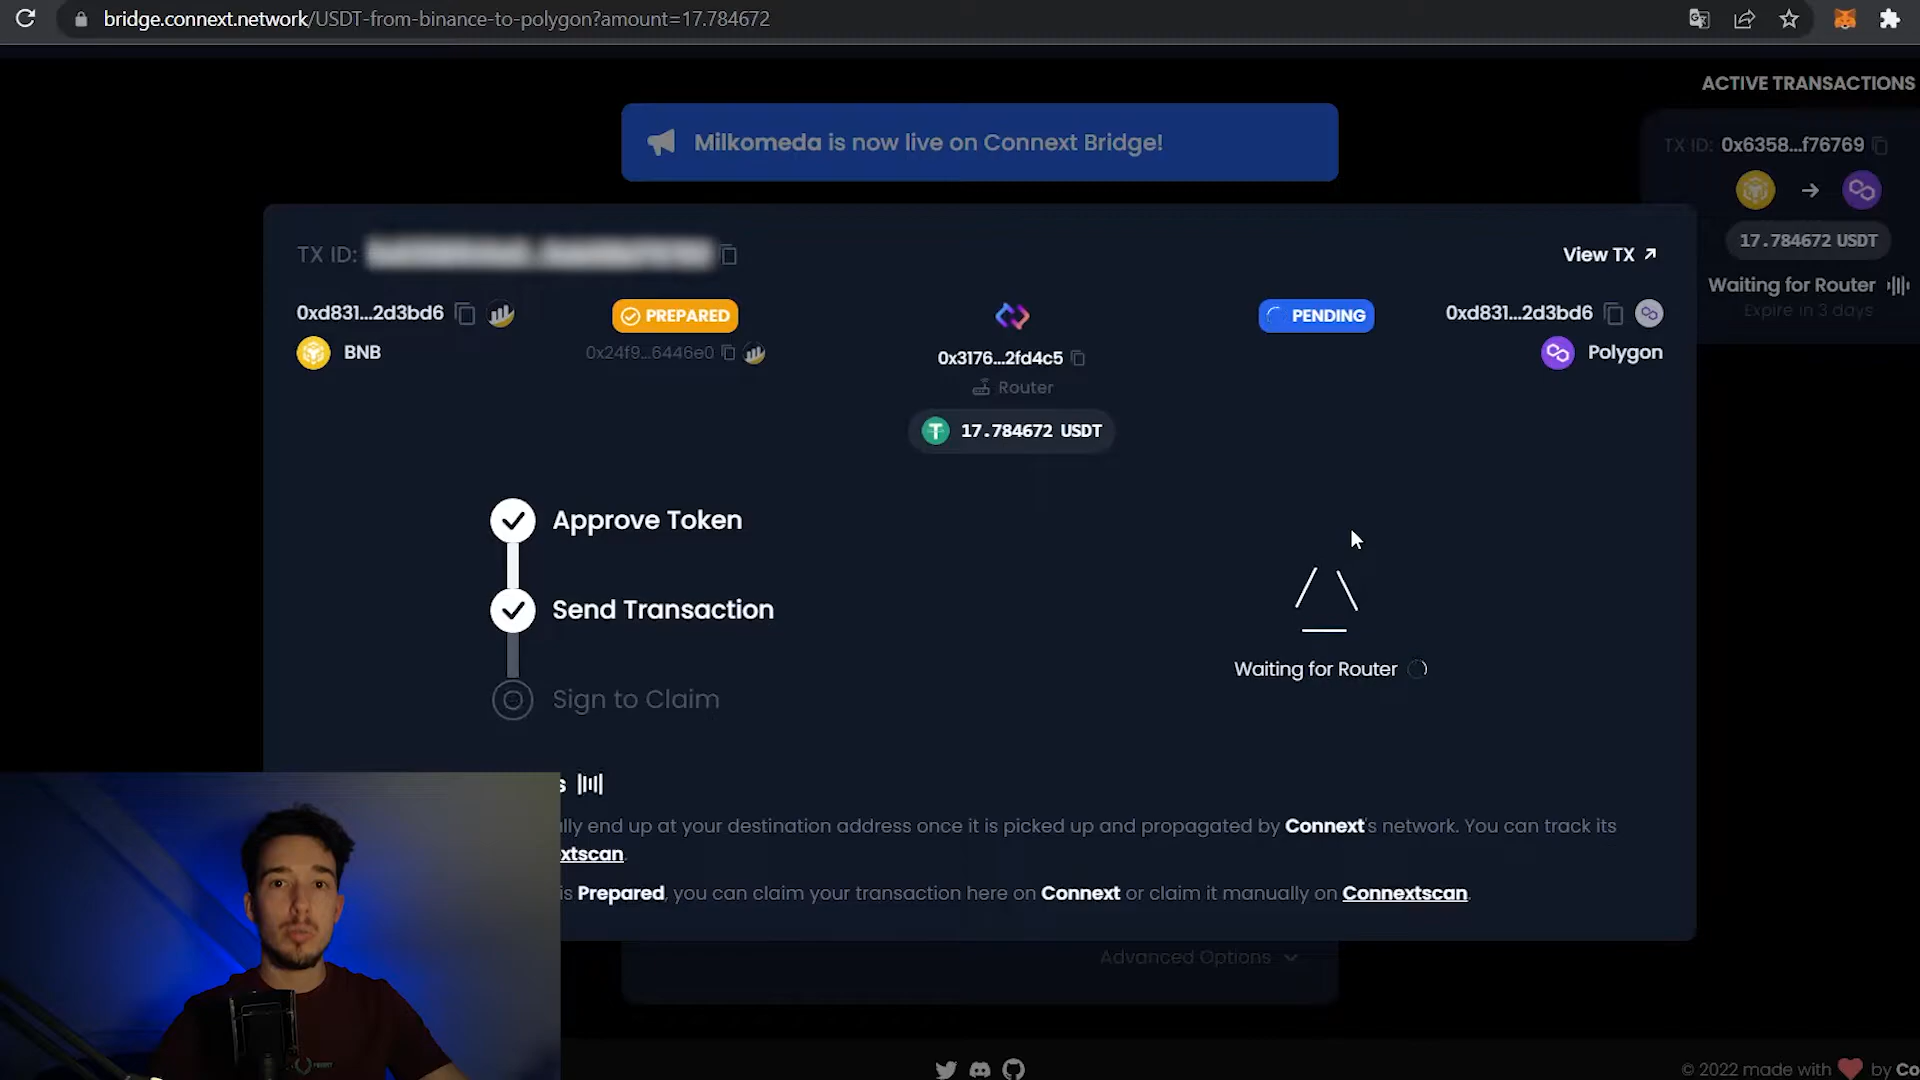 bridge.connext.network/USDT-from-binance-to-polygon?amount=17.784672
ACTIVE TRANSACTIONS
Milkomeda is now live on Connext Bridge!
TX ID: 0x6358...f76769
17.784672 USDT
Waiting for Router
Expire in 3 days
TX ID:
View TX
0xd831...2d3bd6
PREPARED
PENDING
0xd831...2d3bd6
BNB
0x24f9...6446e0
0x3176...2fd4c5
Polygon
Router
17.784672 USDT
Approve Token
Send Transaction
Waiting for Router
Sign to Claim
end up at your destination address once it is picked up and propagated by Connext's network. You can track its
is Prepared, you can claim your transaction here on Connext or claim it manually on Connextscan.
Advanced Options
© 2022 made with by Co